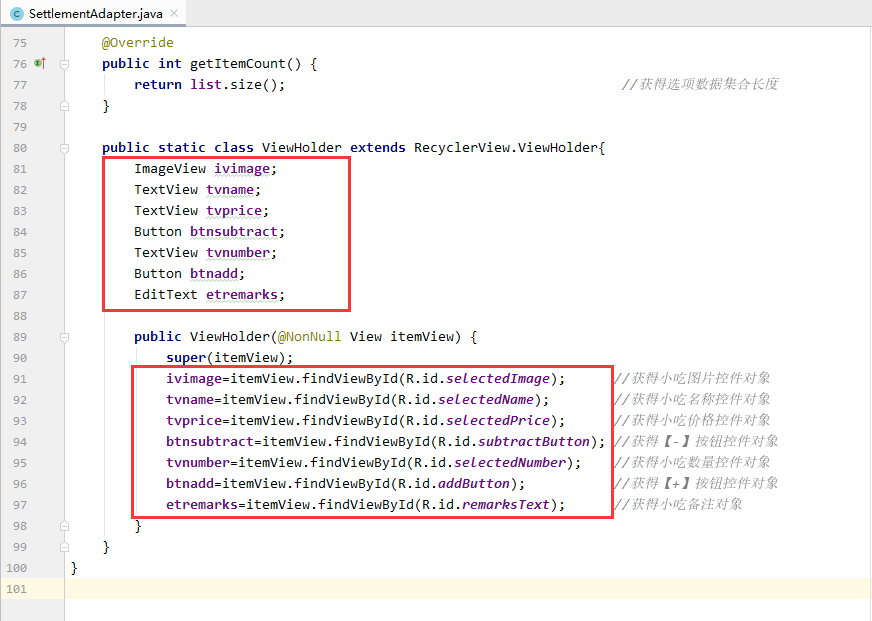 SettlementAdapter.java
75 @Override
76 public int getItemCount() {
77 return list.size(); //获得选项数据集合长度
78 }
79
80 public static class ViewHolder extends RecyclerView.ViewHolder{
81 ImageView ivimage;
82 TextView tvname;
83 TextView tvprice;
84 Button btnsubtract;
85 TextView tvnumber;
86 Button btnadd;
87 EditText etremarks;
88
89 public ViewHolder(@NonNull View itemView) {
90 super(itemView);
91 ivimage=itemView.findViewById(R.id.selectedImage); //获得小吃图片控件对象
92 tvname=itemView.findViewById(R.id.selectedName); //获得小吃名称控件对象
93 tvprice=itemView.findViewById(R.id.selectedPrice); //获得小吃价格控件对象
94 btnsubtract=itemView.findViewById(R.id.subtractButton); //获得【-】按钮控件对象
95 tvnumber=itemView.findViewById(R.id.selectedNumber); //获得小吃数量控件对象
96 btnadd=itemView.findViewById(R.id.addButton); //获得【+】按钮控件对象
97 etremarks=itemView.findViewById(R.id.remarksText); //获得小吃备注对象
98 }
99 }
100 }
101